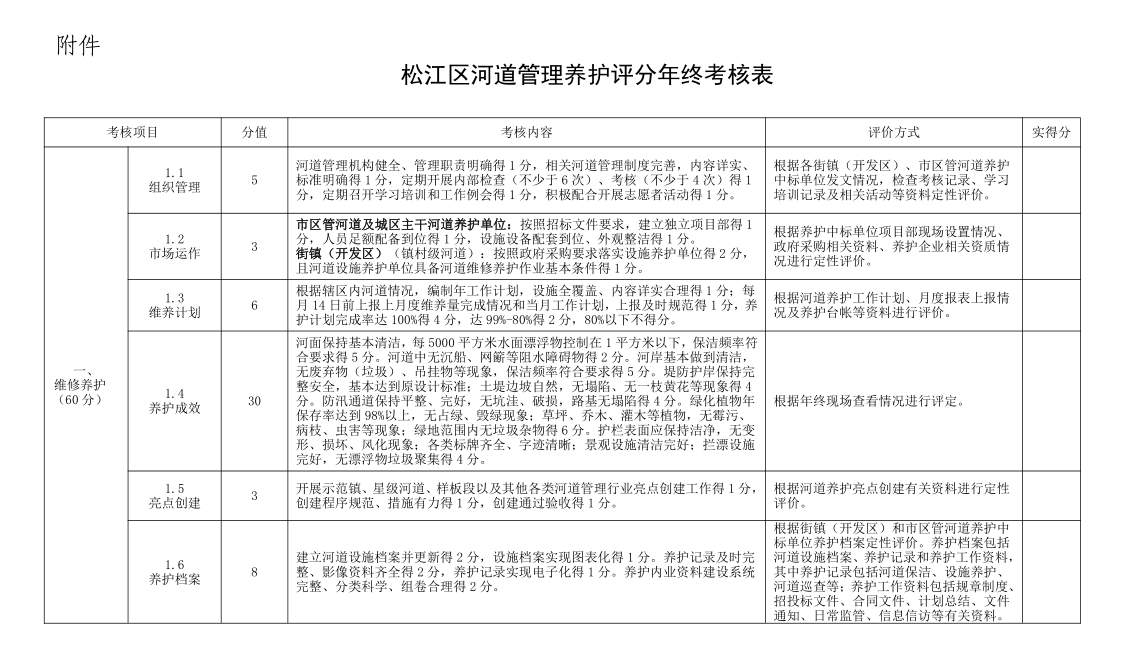 附件
松江区河道管理养护评分年终考核表
考核项目 分值 考核内容 评价方式 实得分
一、
维修养护
（60 分）
1.1
组织管理
5
河道管理机构健全、管理职责明确得 1 分，相关河道管理制度完善，内容详实、
标准明确得 1 分，定期开展内部检查（不少于 6 次）、考核（不少于 4 次）得 1
分，定期召开学习培训和工作例会得 1 分，积极配合开展志愿者活动得 1 分。
根据各街镇（开发区）、市区管河道养护
中标单位发文情况，检查考核记录、学习
培训记录及相关活动等资料定性评价。
1.2
市场运作
3
市区管河道及城区主干河道养护单位：按照招标文件要求，建立独立项目部得 1
分，人员足额配备到位得 1 分，设施设备配套到位、外观整洁得 1 分。
街镇（开发区）（镇村级河道）：按照政府采购要求落实设施养护单位得 2 分，
且河道设施养护单位具备河道维修养护作业基本条件得 1 分。
根据养护中标单位项目部现场设置情况、
政府采购相关资料、养护企业相关资质情
况进行定性评价。
1.3
维养计划
6
根据辖区内河道情况，编制年工作计划，设施全覆盖、内容详实合理得 1 分；每
月 14 日前上报上月度维养量完成情况和当月工作计划，上报及时规范得 1 分，养
护计划完成率达 100%得 4 分，达 99%-80%得 2 分，80%以下不得分。
根据河道养护工作计划、月度报表上报情
况及养护台帐等资料进行评价。
1.4
养护成效
30
河面保持基本清洁，每 5000 平方米水面漂浮物控制在 1 平方米以下，保洁频率符
合要求得 5 分。河道中无沉船、网簖等阻水障碍物得 2 分。河岸基本做到清洁，
无废弃物（垃圾）、吊挂物等现象，保洁频率符合要求得 5 分。堤防护岸保持完
整安全，基本达到原设计标准；土堤边坡自然，无塌陷、无一枝黄花等现象得 4
分。防汛通道保持平整、完好，无坑洼、破损，路基无塌陷得 4 分。绿化植物年
保存率达到 98%以上，无占绿、毁绿现象；草坪、乔木、灌木等植物，无霉污、
病枝、虫害等现象；绿地范围内无垃圾杂物得 6 分。护栏表面应保持洁净，无变
形、损坏、风化现象；各类标牌齐全、字迹清晰；景观设施清洁完好；拦漂设施
完好，无漂浮物垃圾聚集得 4 分。
根据年终现场查看情况进行评定。
1.5
亮点创建
3
开展示范镇、星级河道、样板段以及其他各类河道管理行业亮点创建工作得 1 分，
创建程序规范、措施有力得 1 分，创建通过验收得 1 分。
根据河道养护亮点创建有关资料进行定性
评价。
1.6
养护档案
8
建立河道设施档案并更新得 2 分，设施档案实现图表化得 1 分。养护记录及时完
整、影像资料齐全得 2 分，养护记录实现电子化得 1 分。养护内业资料建设系统
完整、分类科学、组卷合理得 2 分。
根据街镇（开发区）和市区管河道养护中
标单位养护档案定性评价。养护档案包括
河道设施档案、养护记录和养护工作资料，
其中养护记录包括河道保洁、设施养护、
河道巡查等；养护工作资料包括规章制度、
招投标文件、合同文件、计划总结、文件
通知、日常监管、信息信访等有关资料。